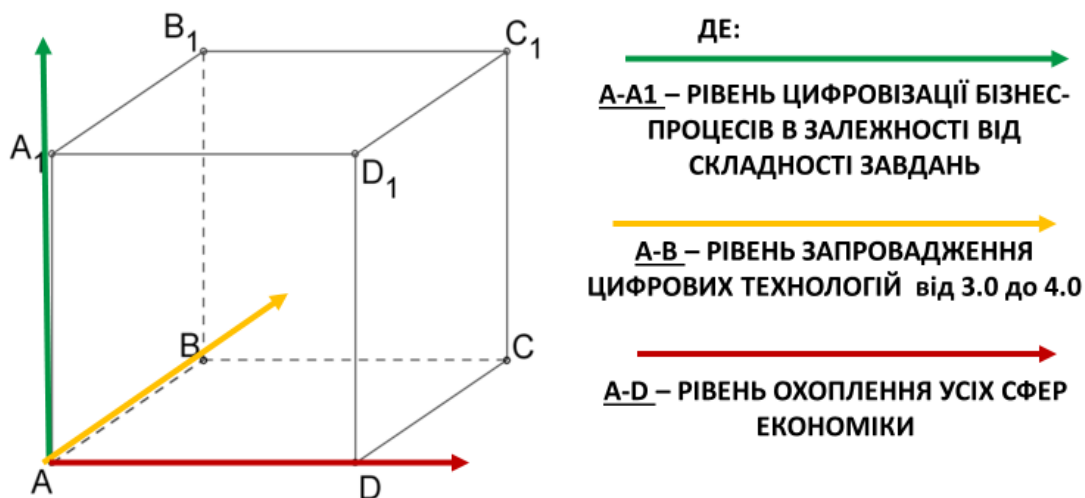 B1
C1
A1
D1
B
C
A
D
ДЕ:
А-А1 – РІВЕНЬ ЦИФРОВІЗАЦІЇ БІЗНЕС-
ПРОЦЕСІВ В ЗАЛЕЖНОСТІ ВІД
СКЛАДНОСТІ ЗАВДАНЬ
А-В – РІВЕНЬ ЗАПРОВАДЖЕННЯ
ЦИФРОВИХ ТЕХНОЛОГІЙ від 3.0 до 4.0
А-D – РІВЕНЬ ОХОПЛЕННЯ УСІХ СФЕР
ЕКОНОМІКИ